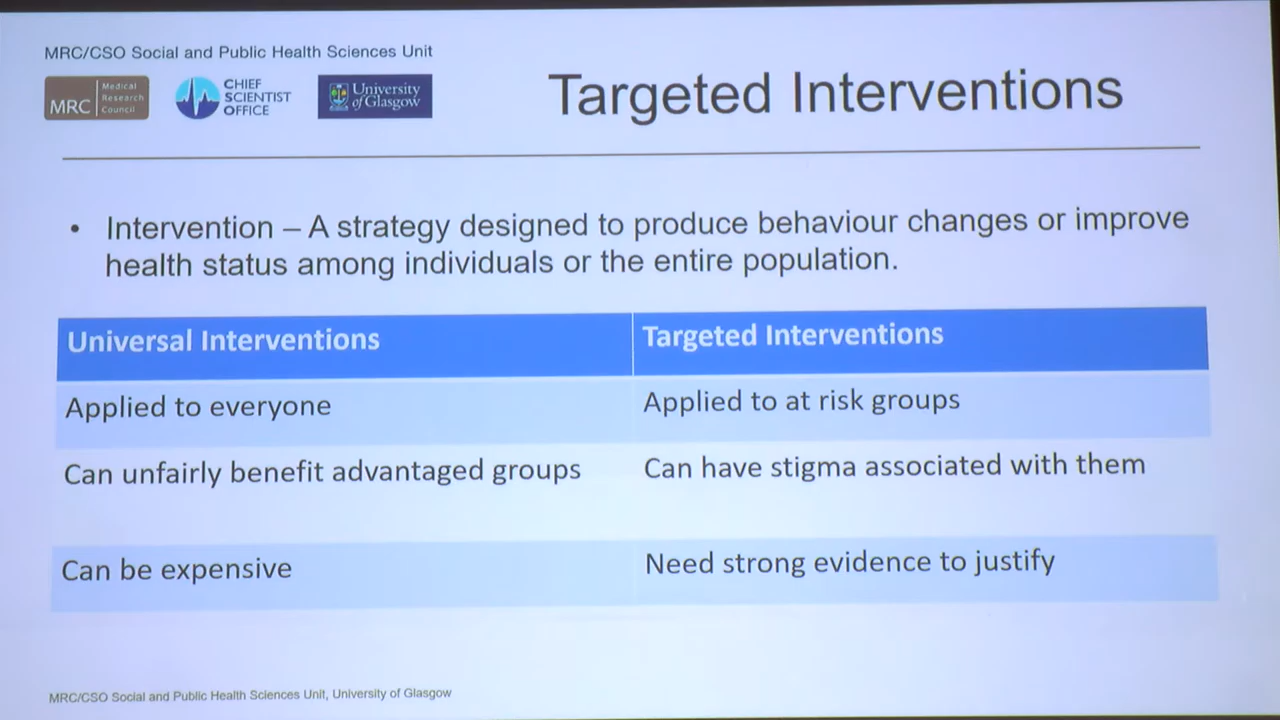 MRC/CSO Social and Public Health Sciences Unit
MRC
Medical
Research
Council
CHIEF
SCIENTIST
OFFICE
University
of Glasgow
Targeted Interventions
• Intervention – A strategy designed to produce behaviour changes or improve
health status among individuals or the entire population.
Universal Interventions
Targeted Interventions
Applied to everyone
Applied to at risk groups
Can unfairly benefit advantaged groups
Can have stigma associated with them
Can be expensive
Need strong evidence to justify
MRC/CSO Social and Public Health Sciences Unit, University of Glasgow